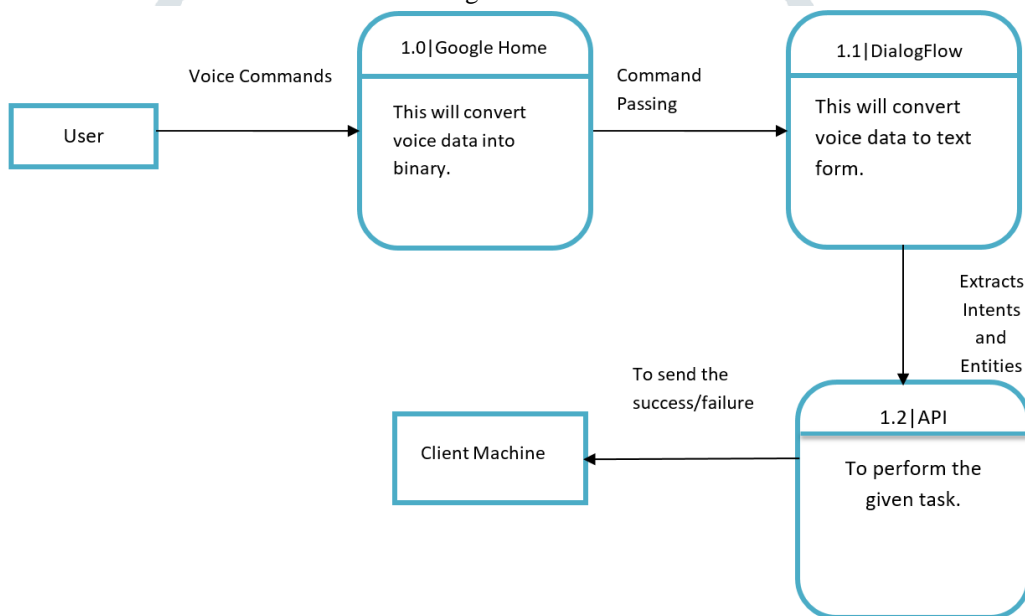 1.0|Google Home
1.1|DialogFlow
Voice Commands
Command
Passing
User
This will convert
voice data into
binary.
This will convert
voice data to text
form.
Extracts
Intents
and
Entities
To send the
success/failure
Client Machine
1.2|API
To perform the
given task.